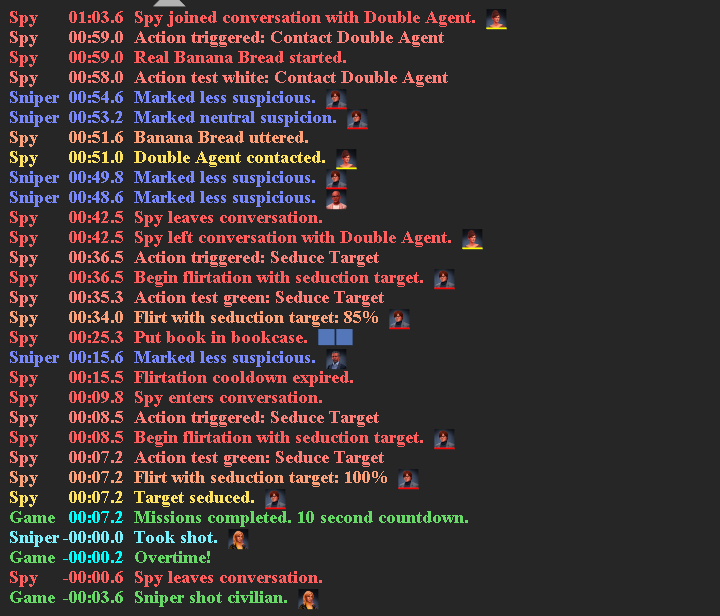 Spy 01:03.6 Spy joined conversation with Double Agent.
Spy 00:59.0 Action triggered: Contact Double Agent
Spy 00:59.0 Real Banana Bread started.
Spy 00:58.0 Action test white: Contact Double Agent
Sniper 00:54.6 Marked less suspicious.
Sniper 00:53.2 Marked neutral suspicion.
Spy 00:51.6 Banana Bread uttered.
Spy 00:51.0 Double Agent contacted.
Sniper 00:49.8 Marked less suspicious.
Sniper 00:48.6 Marked less suspicious.
Spy 00:42.5 Spy leaves conversation.
Spy 00:42.5 Spy left conversation with Double Agent.
Spy 00:36.5 Action triggered: Seduce Target
Spy 00:36.5 Begin flirtation with seduction target.
Spy 00:35.3 Action test green: Seduce Target
Spy 00:34.0 Flirt with seduction target: 85%
Spy 00:25.3 Put book in bookcase.
Sniper 00:15.6 Marked less suspicious.
Spy 00:15.5 Flirtation cooldown expired.
Spy 00:09.8 Spy enters conversation.
Spy 00:08.5 Action triggered: Seduce Target
Spy 00:08.5 Begin flirtation with seduction target.
Spy 00:07.2 Action test green: Seduce Target
Spy 00:07.2 Flirt with seduction target: 100%
Spy 00:07.2 Target seduced.
Game 00:07.2 Missions completed. 10 second countdown.
Sniper -00:00.0 Took shot.
Game -00:00.2 Overtime!
Spy -00:00.6 Spy leaves conversation.
Game -00:03.6 Sniper shot civilian.